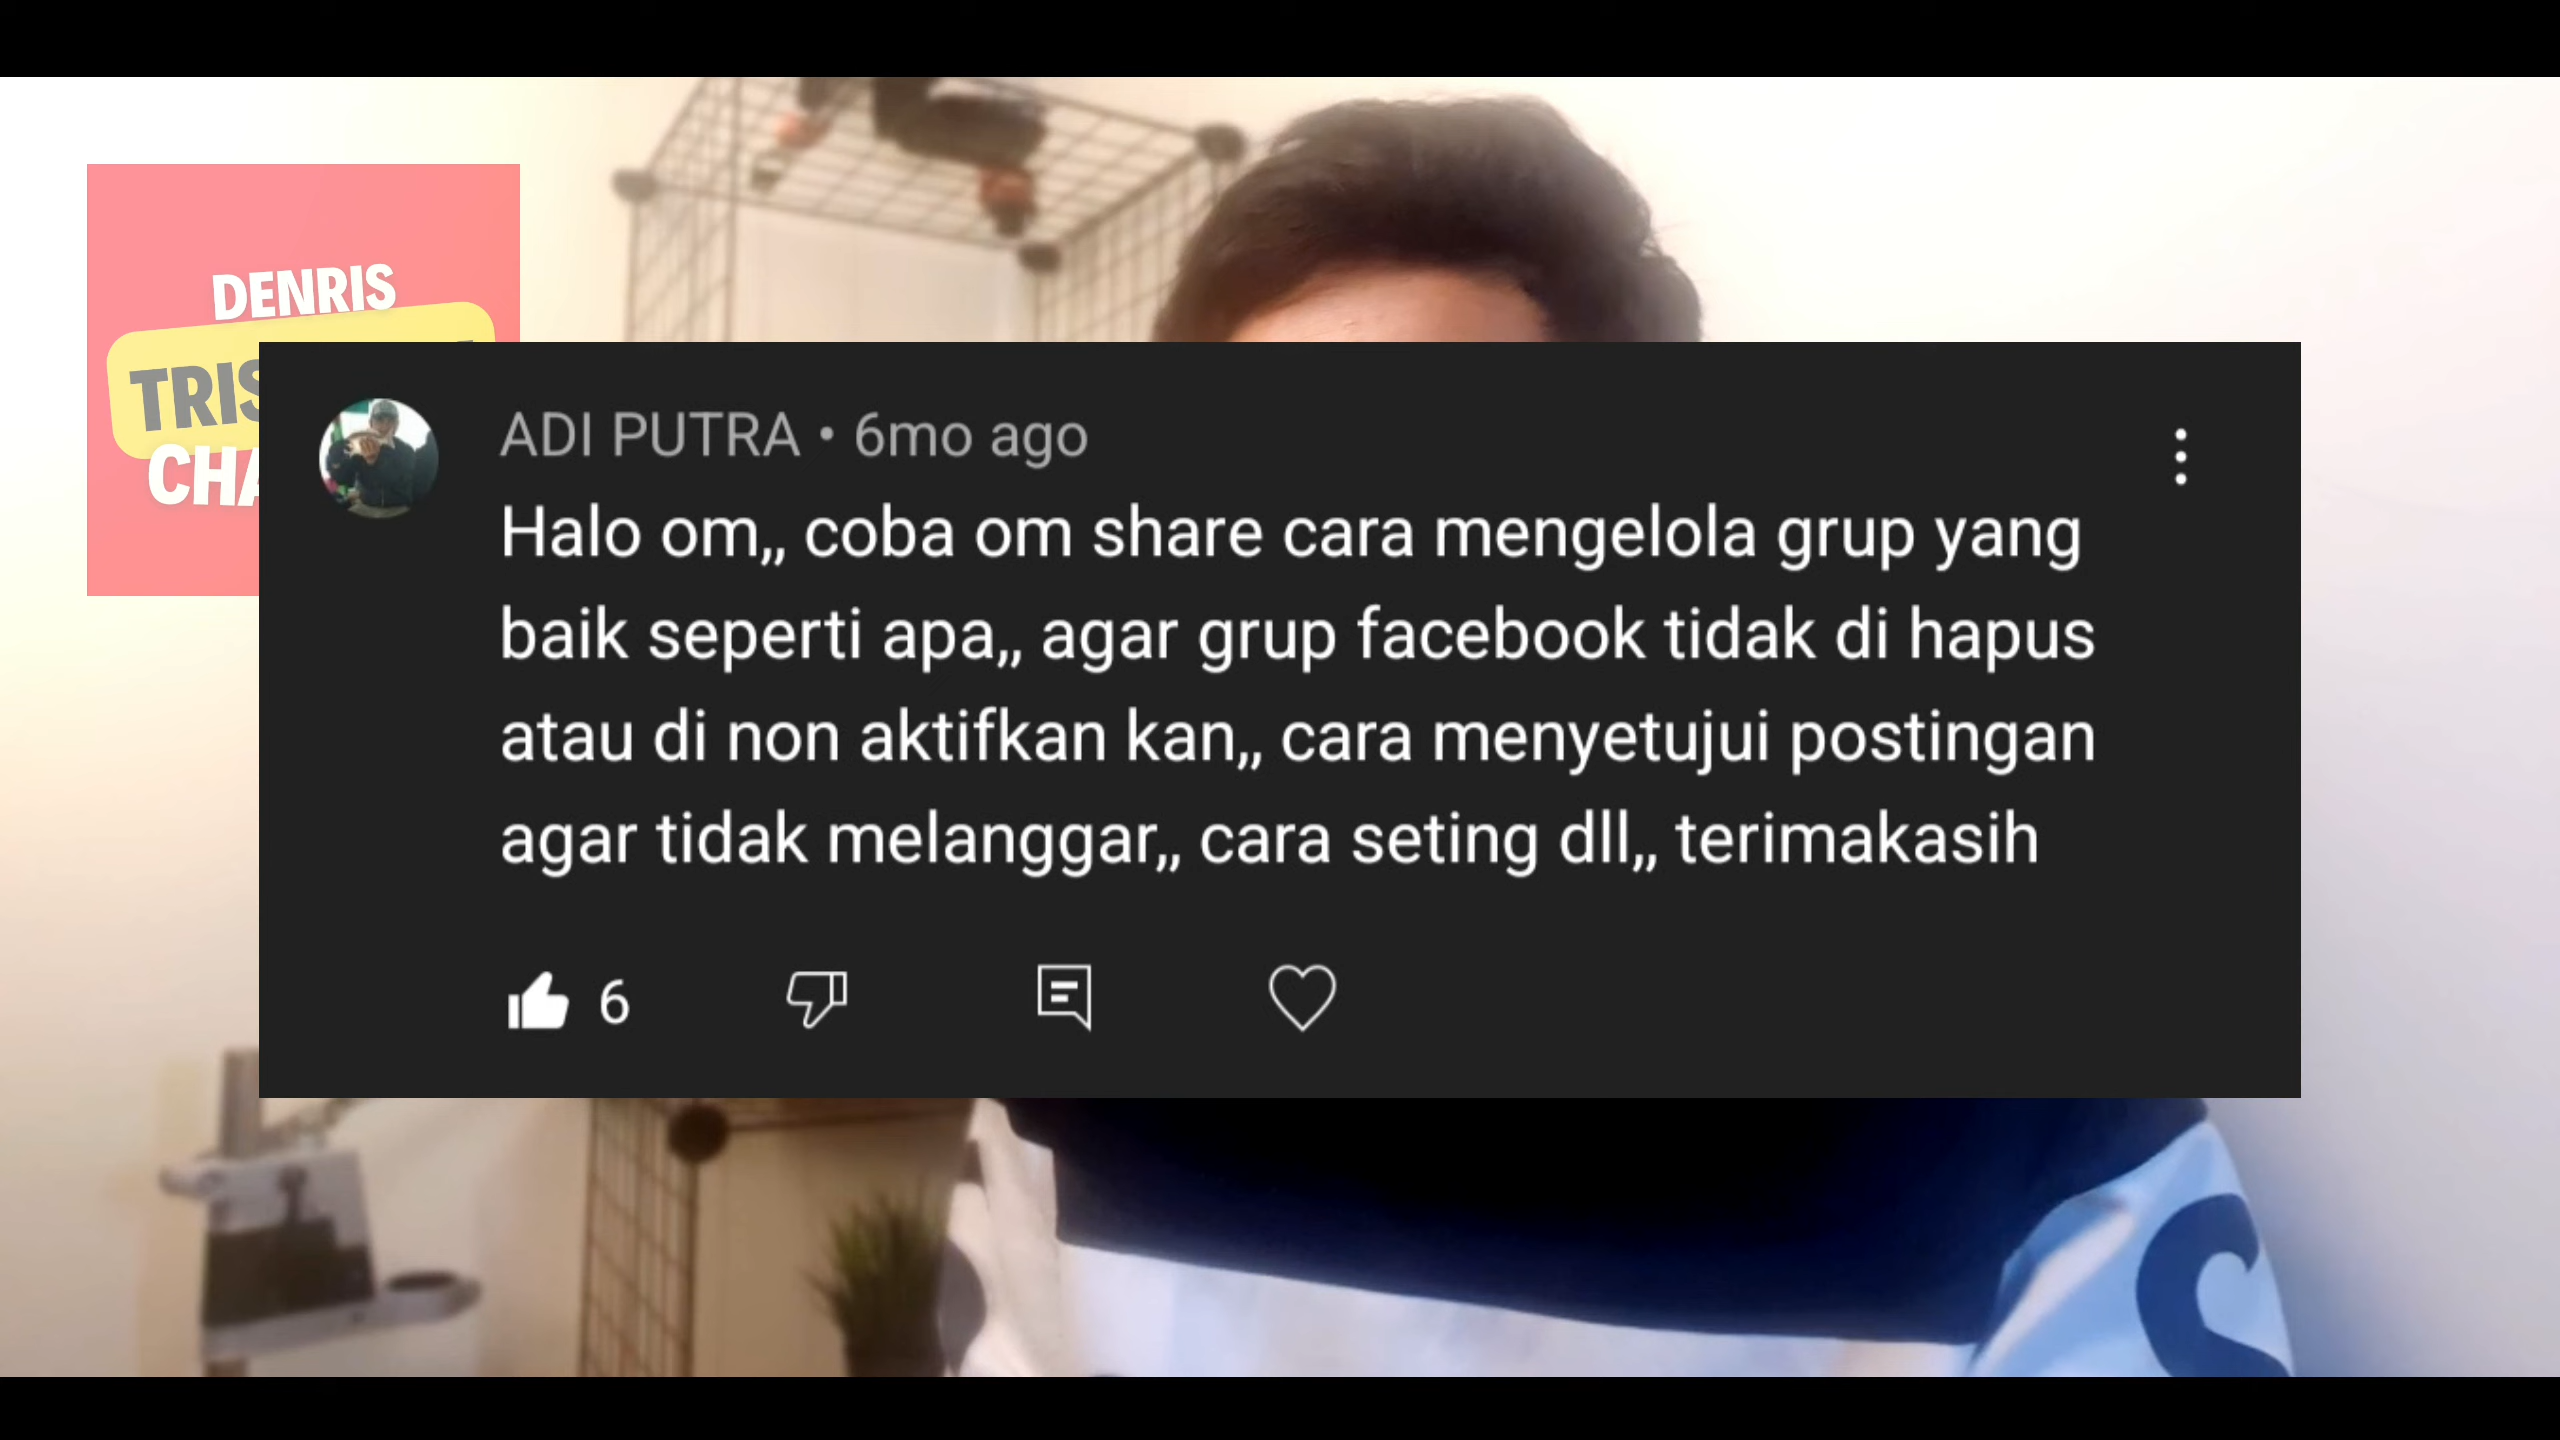 DENRIS
ADI PUTRA • 6mo ago
Halo om,, coba om share cara mengelola grup yang
baik seperti apa,, agar grup facebook tidak di hapus
atau di non aktifkan kan,, cara menyetujui postingan
agar tidak melanggar,, cara seting dll,, terimakasih
6